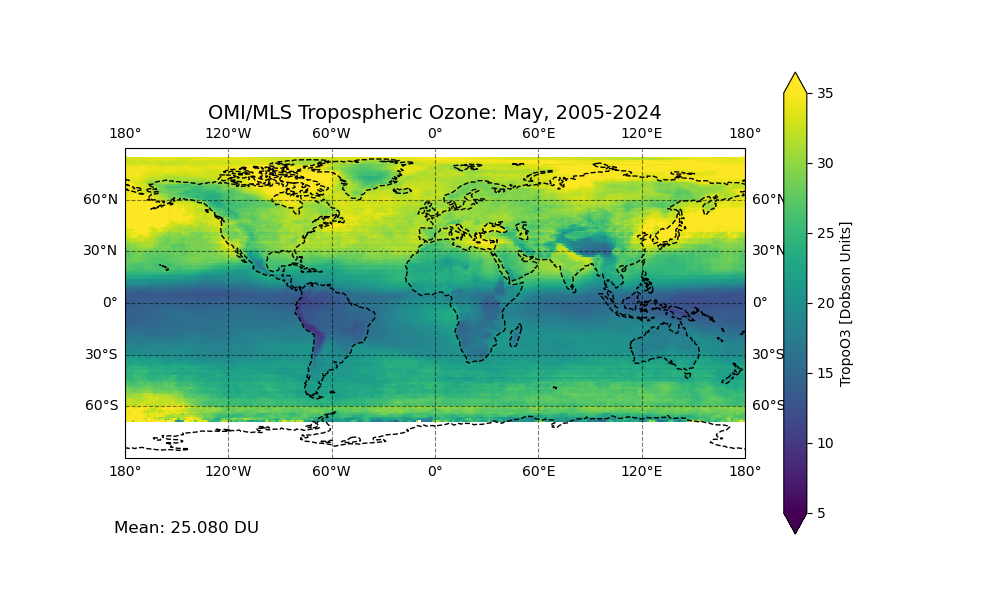 OMI/MLS Tropospheric Ozone: May, 2005-2024
180° 120°W 60°W 0° 60°E 120°E 180°
60°N 60°N
30°N 30°N
0° 0°
30°S 30°S
60°S 60°S
180° 120°W 60°W 0° 60°E 120°E 180°
35
30
25
20
15
10
5
TropoO3 [Dobson Units]
Mean: 25.080 DU